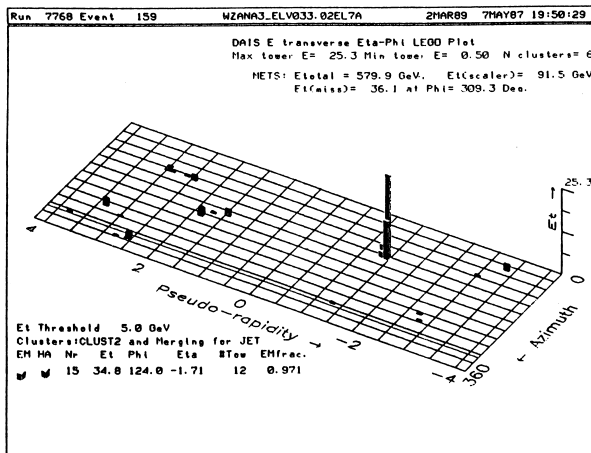 Run 7768 Event 159 WZANA3_ELV033.02EL7A 2MAR89 7MAY87 19:50:29
DAIS E transverse Eta-Phi LEGO Plot
Max tower E= 25.3 Min tower E= 0.50 N clusters= 6
METS: Etotal = 579.9 GeV, Et(scaler)= 91.5 GeV
Et(miss)= 36.1 at Phi= 309.3 Deg.
25.3
Et →
0
0
← Azimuth
360
4
2
0
-2
-4
Pseudo-rapidity →
Et Threshold 5.0 GeV
Clusters:CLUST2 and Merging for JET
EM HA Nr Et Phi Eta #Tow EMfrac.
15 34.8 124.0 -1.71 12 0.971